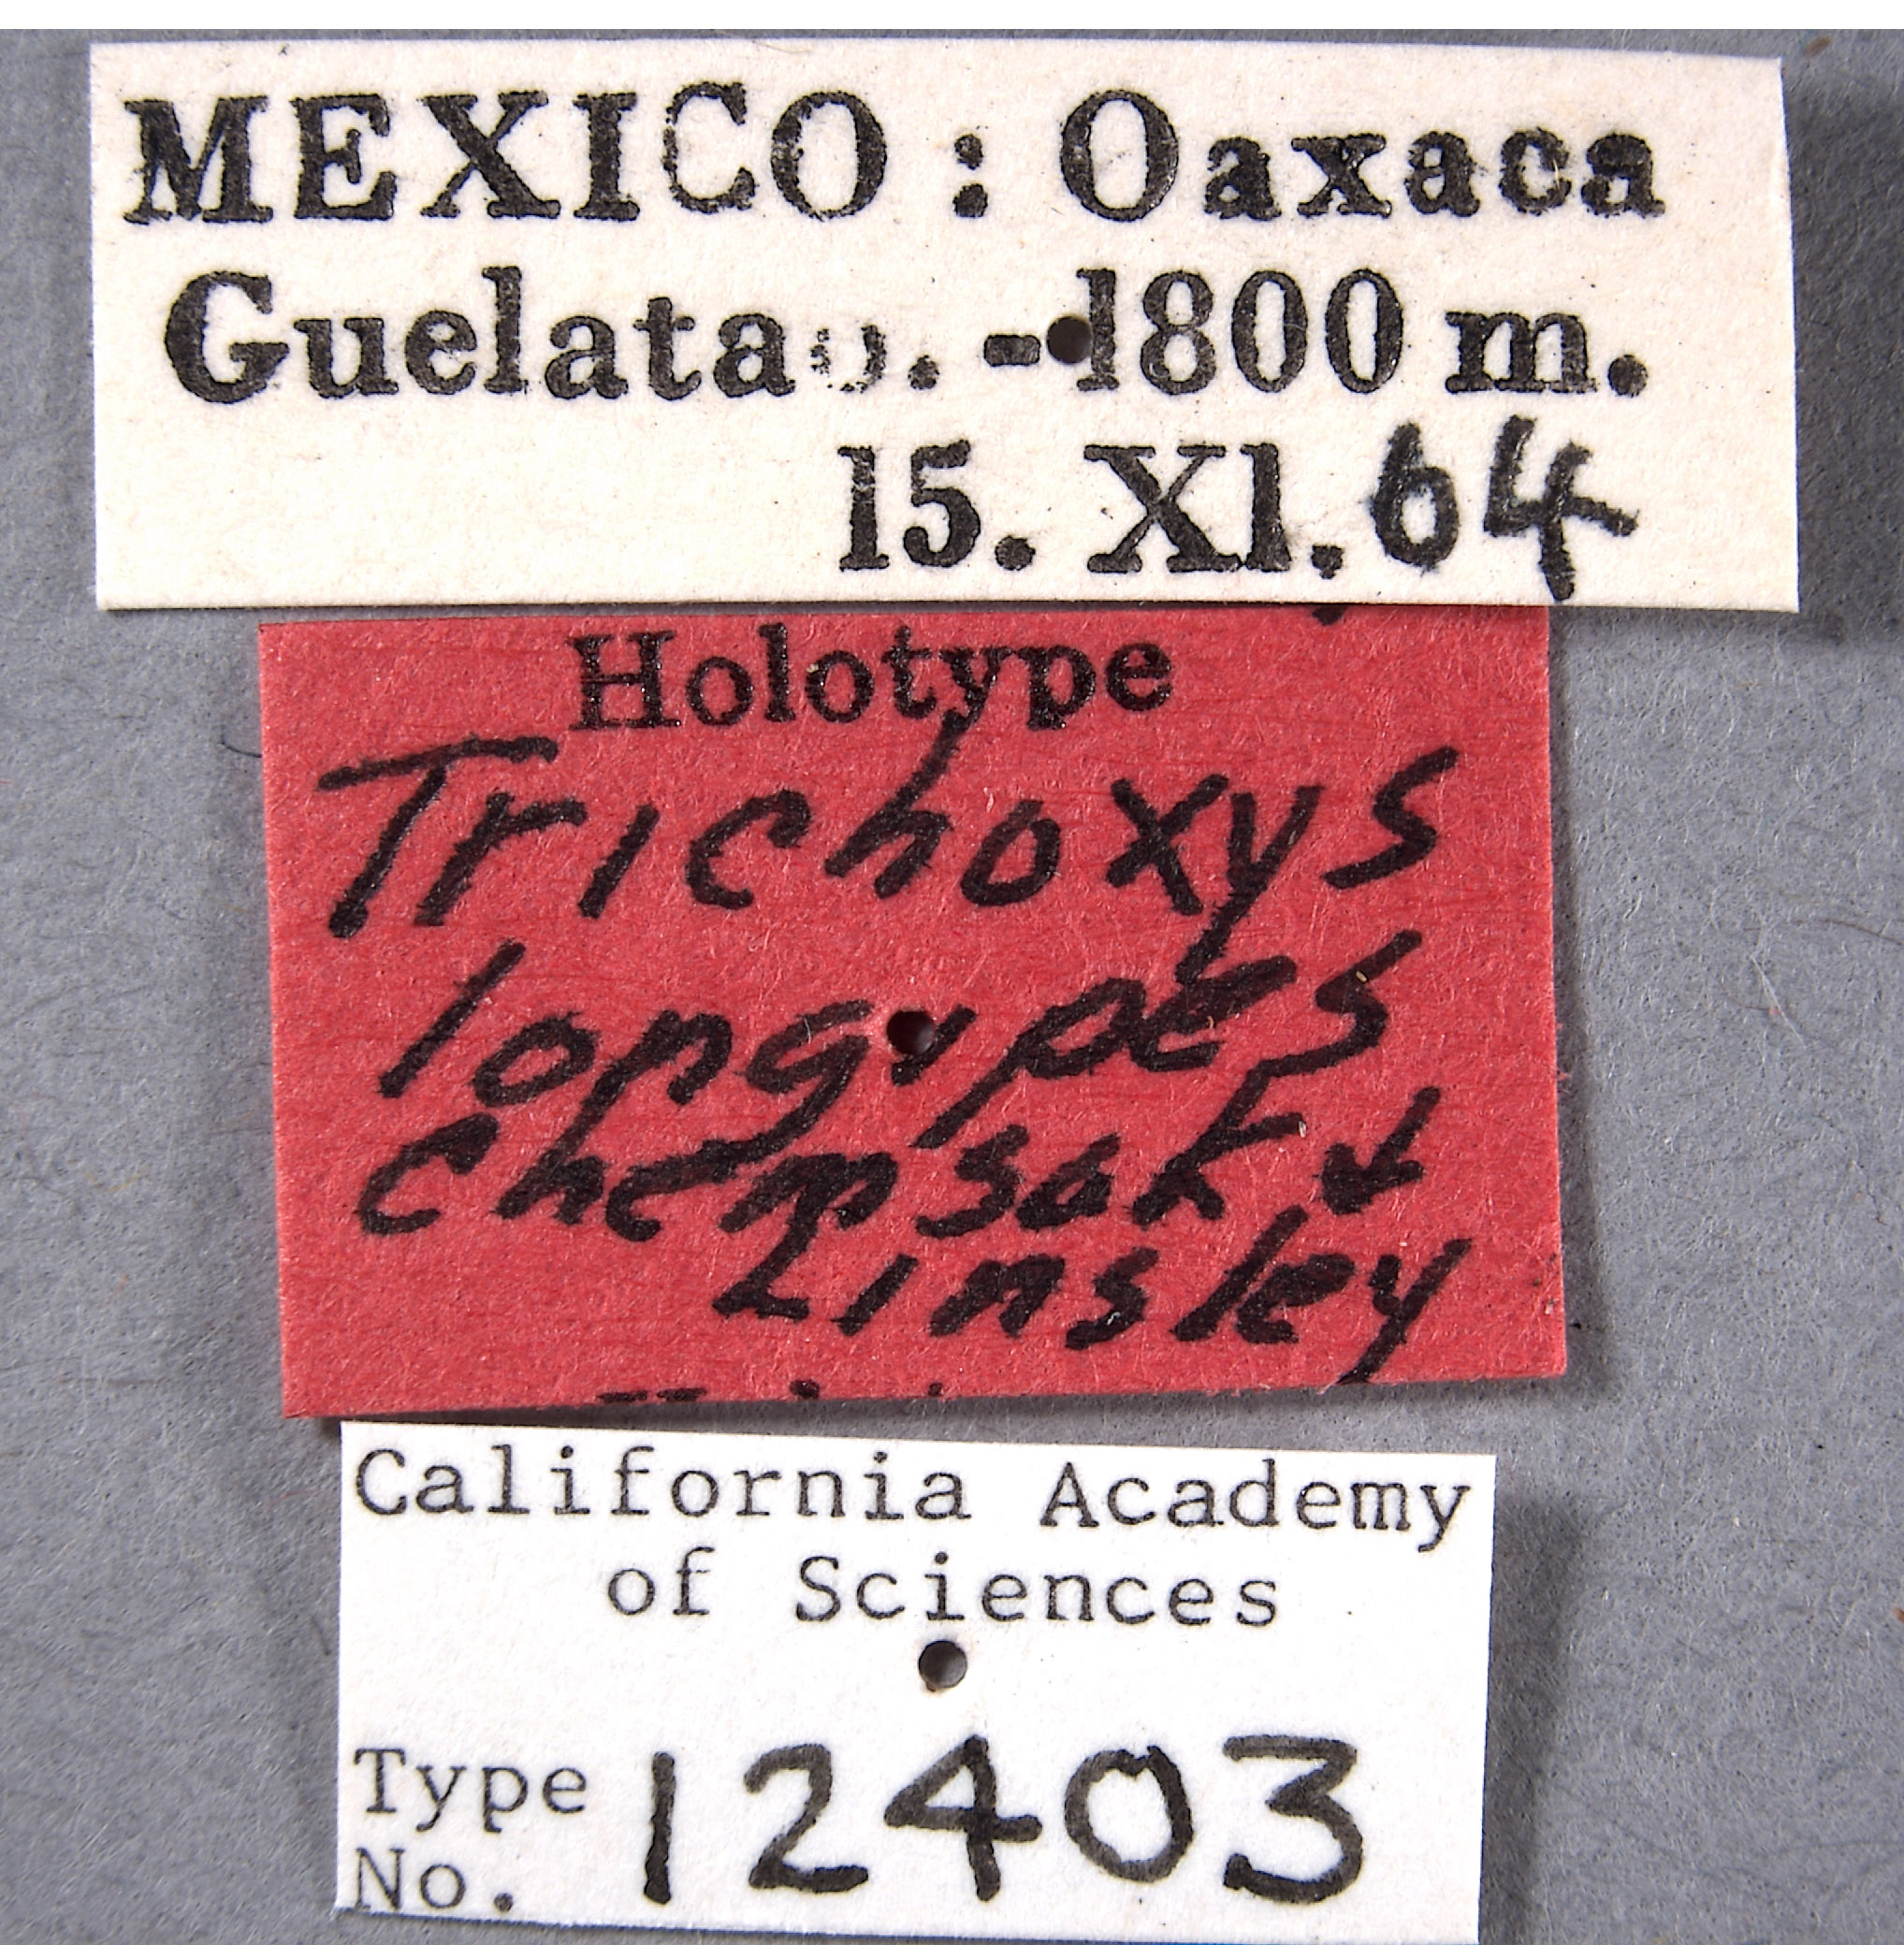 MEXICO : Oaxaca
Guelatao. -1800 m.
15. XI. 64
Holotype
Trichoxys
longipes
Chemsak &
Linsley
California Academy
of Sciences
Type
No. 12403